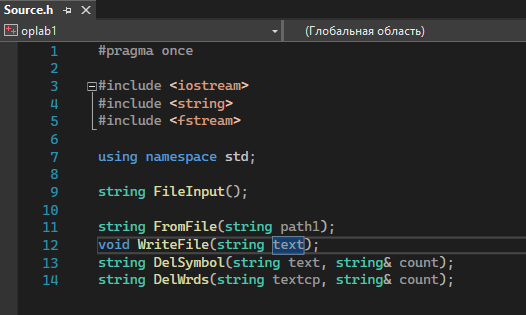 Source.h
oplab1 (Глобальная область)
1 #pragma once
2
3 #include <iostream>
4 #include <string>
5 #include <fstream>
6
7 using namespace std;
8
9 string FileInput();
10
11 string FromFile(string path1);
12 void WriteFile(string text);
13 string DelSymbol(string text, string& count);
14 string DelWrds(string textcp, string& count);